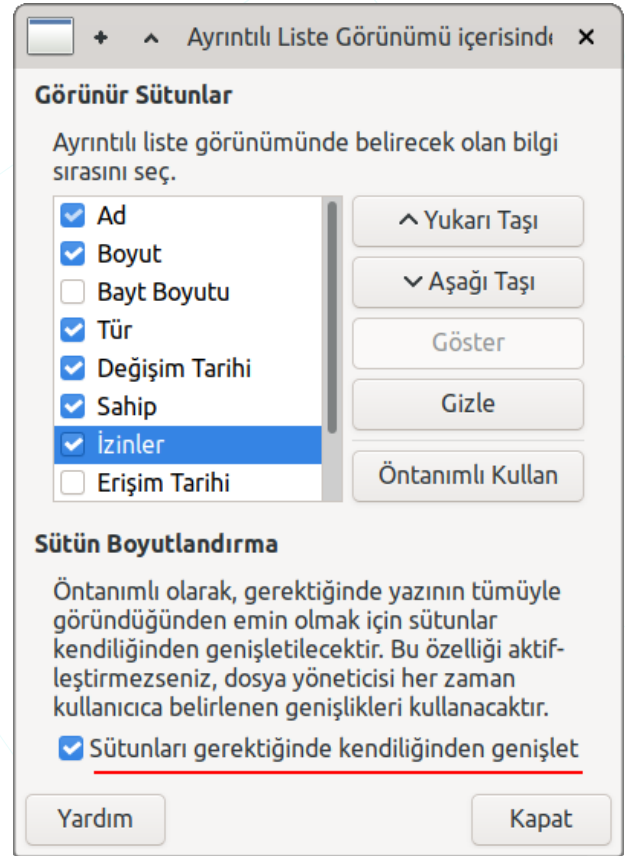 Ayrıntılı Liste Görünümü içerisinde
Görünür Sütunlar
Ayrıntılı liste görünümünde belirecek olan bilgi
sırasını seç.
Ad
Boyut
Bayt Boyutu
Tür
Değişim Tarihi
Sahip
İzinler
Erişim Tarihi
Yukarı Taşı
Aşağı Taşı
Göster
Gizle
Öntanımlı Kullan
Sütün Boyutlandırma
Öntanımlı olarak, gerektiğinde yazının tümüyle
göründüğünden emin olmak için sütunlar
kendiliğinden genişletilecektir. Bu özelliği aktif-
leştirmezseniz, dosya yöneticisi her zaman
kullanıcıca belirlenen genişlikleri kullanacaktır.
Sütunları gerektiğinde kendiliğinden genişlet
Yardım
Kapat